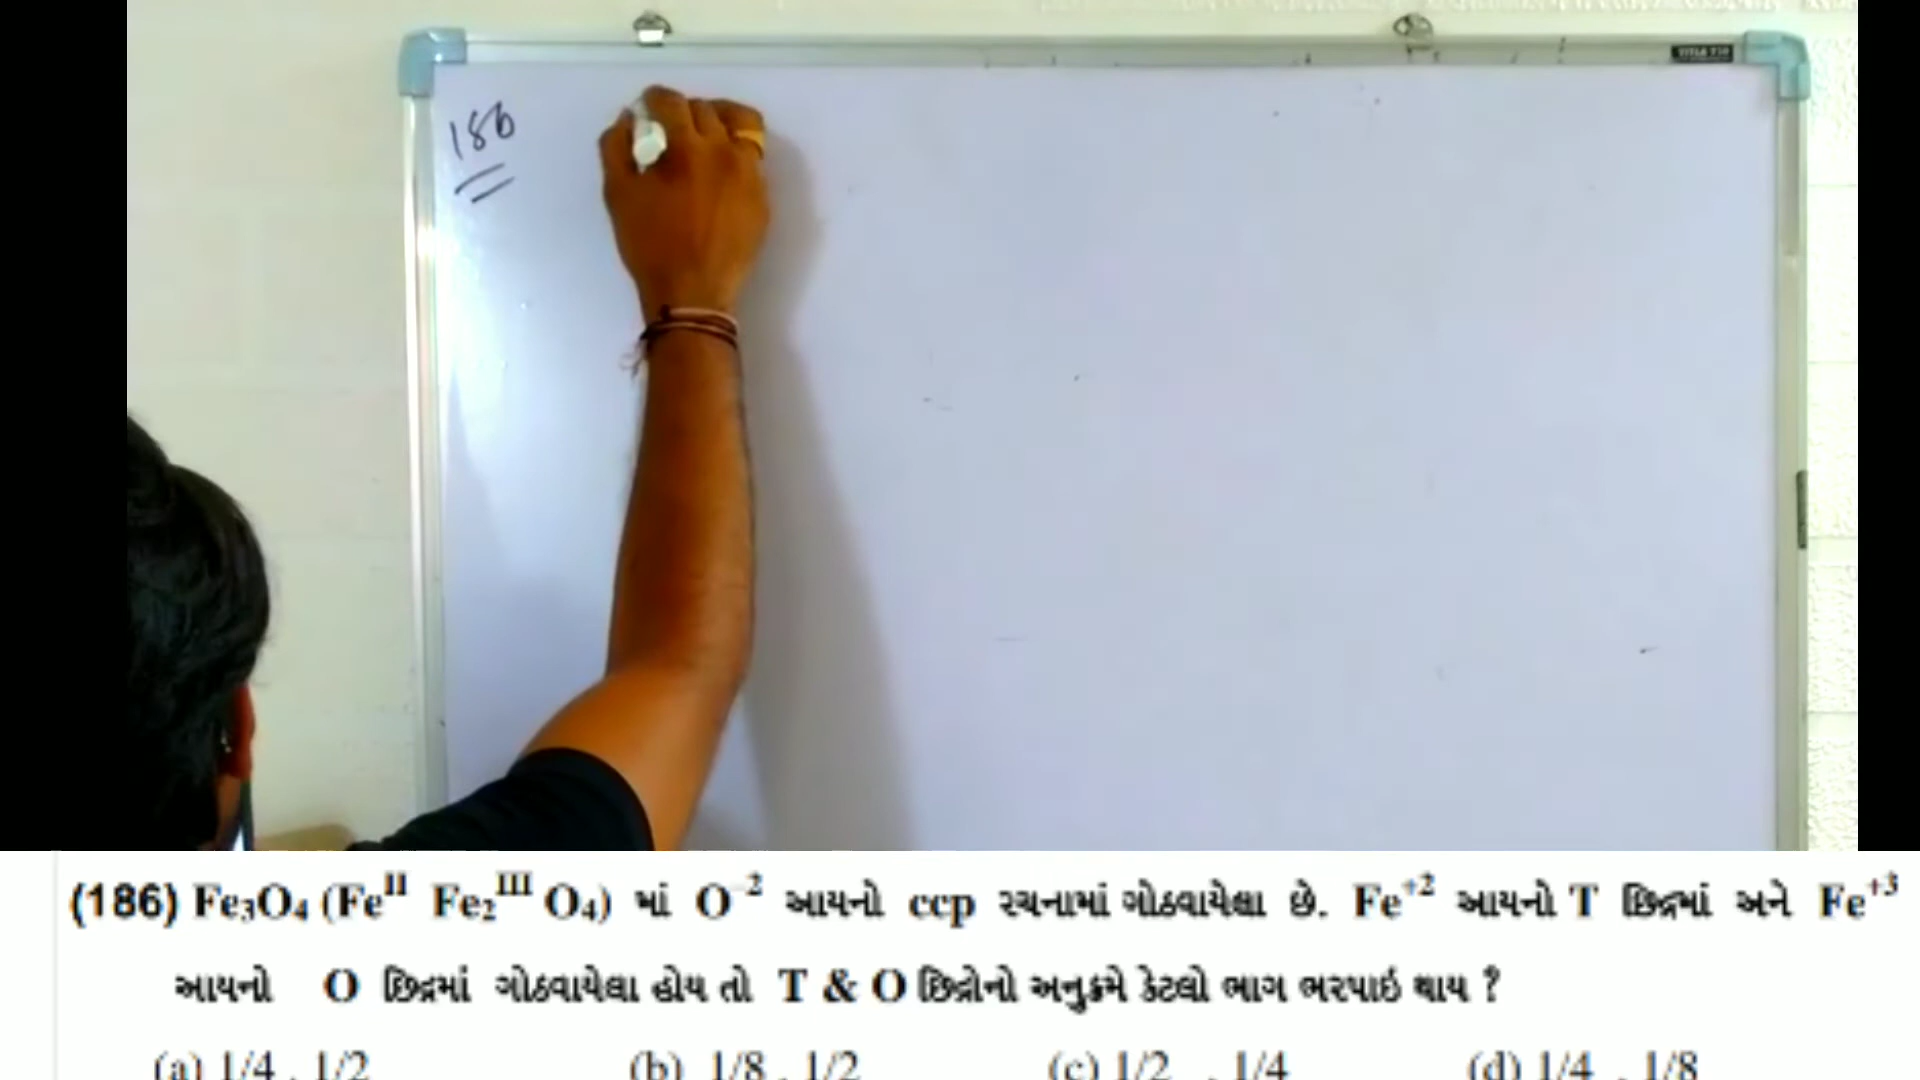 186
(186) Fe₃O₄ (Feᴵᴵ Fe₂ᴵᴵᴵ O₄) માં O⁻² આયનો ccp રચનામાં ગોઠવાયેલા છે. Fe⁺² આયનો T છિદ્રમાં અને Fe⁺³
આયનો O છિદ્રમાં ગોઠવાયેલા હોય તો T & O છિદ્રોનો અનુક્રમે કેટલો ભાગ ભરપાઇ થાય ?
(a) 1/4 , 1/2 (b) 1/8 , 1/2 (c) 1/2 , 1/4 (d) 1/4 , 1/8